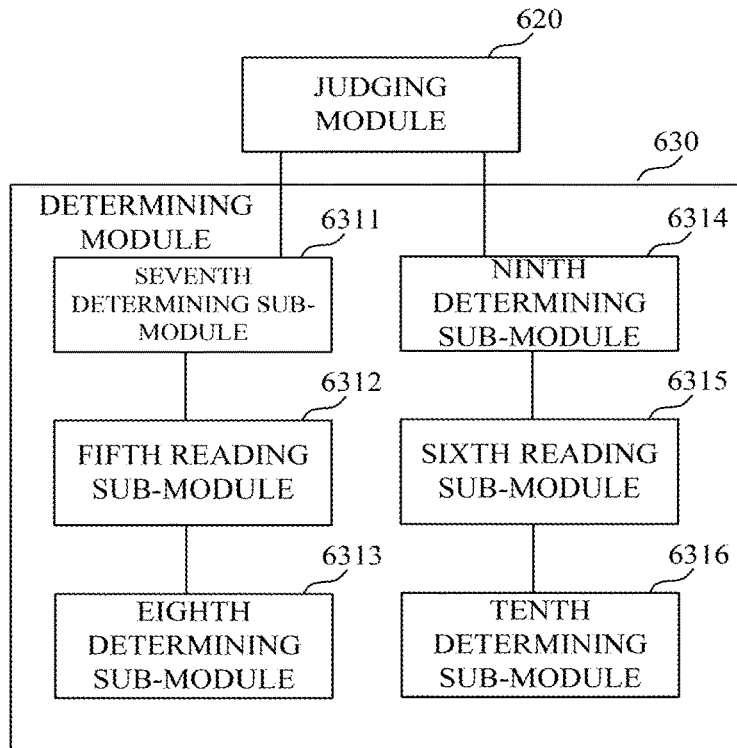 620
JUDGING
MODULE
630
DETERMINING
MODULE
6311
6314
SEVENTH
DETERMINING SUB-
MODULE
NINTH
DETERMINING
SUB-MODULE
6312
6315
FIFTH READING
SUB-MODULE
SIXTH READING
SUB-MODULE
6313
6316
EIGHTH
DETERMINING
SUB-MODULE
TENTH
DETERMINING
SUB-MODULE